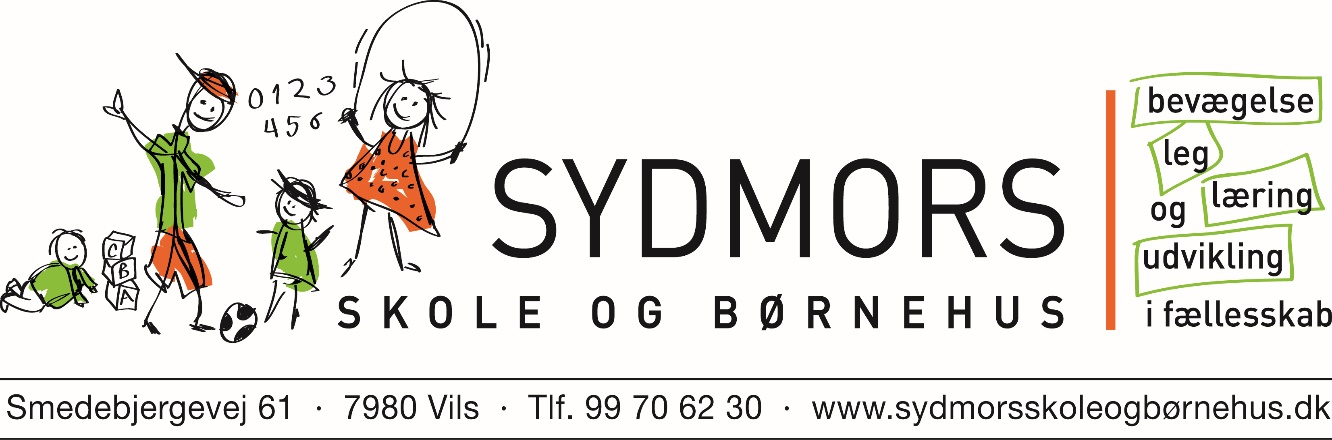 0123
456
C
B
A
SYDMORS
SKOLE OG BØRNEHUS
bevægelse
leg
og læring
udvikling
i fællesskab
Smedebjergevej 61 · 7980 Vils · Tlf. 99 70 62 30 · www.sydmorsskoleogbørnehus.dk